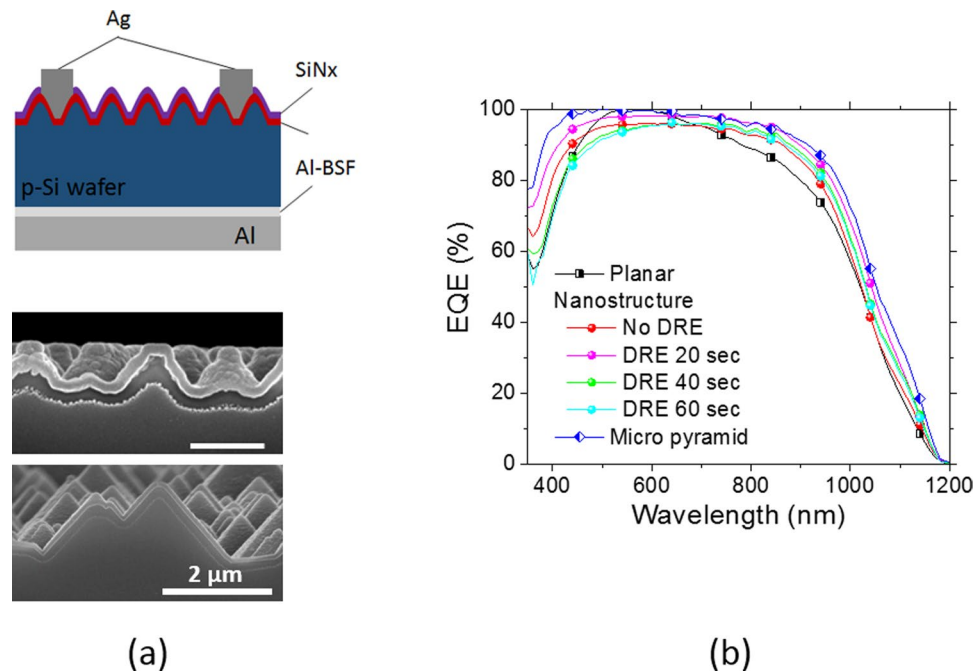 Ag
SiNx
Al-BSF
p-Si wafer
Al
2 μm
(a)
100
80
60
40
20
0
EQE (%)
Planar
Nanostructure
No DRE
DRE 20 sec
DRE 40 sec
DRE 60 sec
Micro pyramid
400
600
800
1000
1200
Wavelength (nm)
(b)